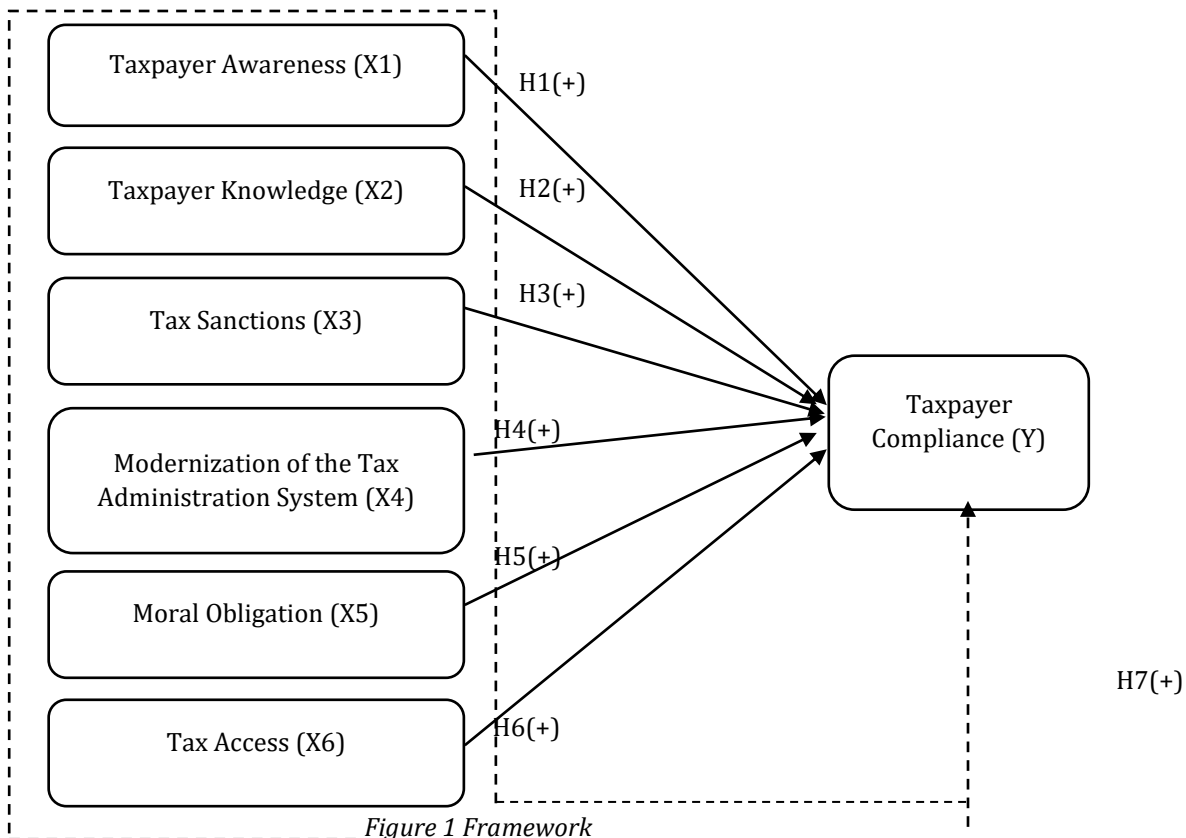 Taxpayer Awareness (X1)
H1(+)
Taxpayer Knowledge (X2)
H2(+)
Tax Sanctions (X3)
H3(+)
Modernization of the Tax
Administration System (X4)
H4(+)
Moral Obligation (X5)
H5(+)
Tax Access (X6)
H6(+)
Taxpayer
Compliance (Y)
H7(+)
Figure 1 Framework